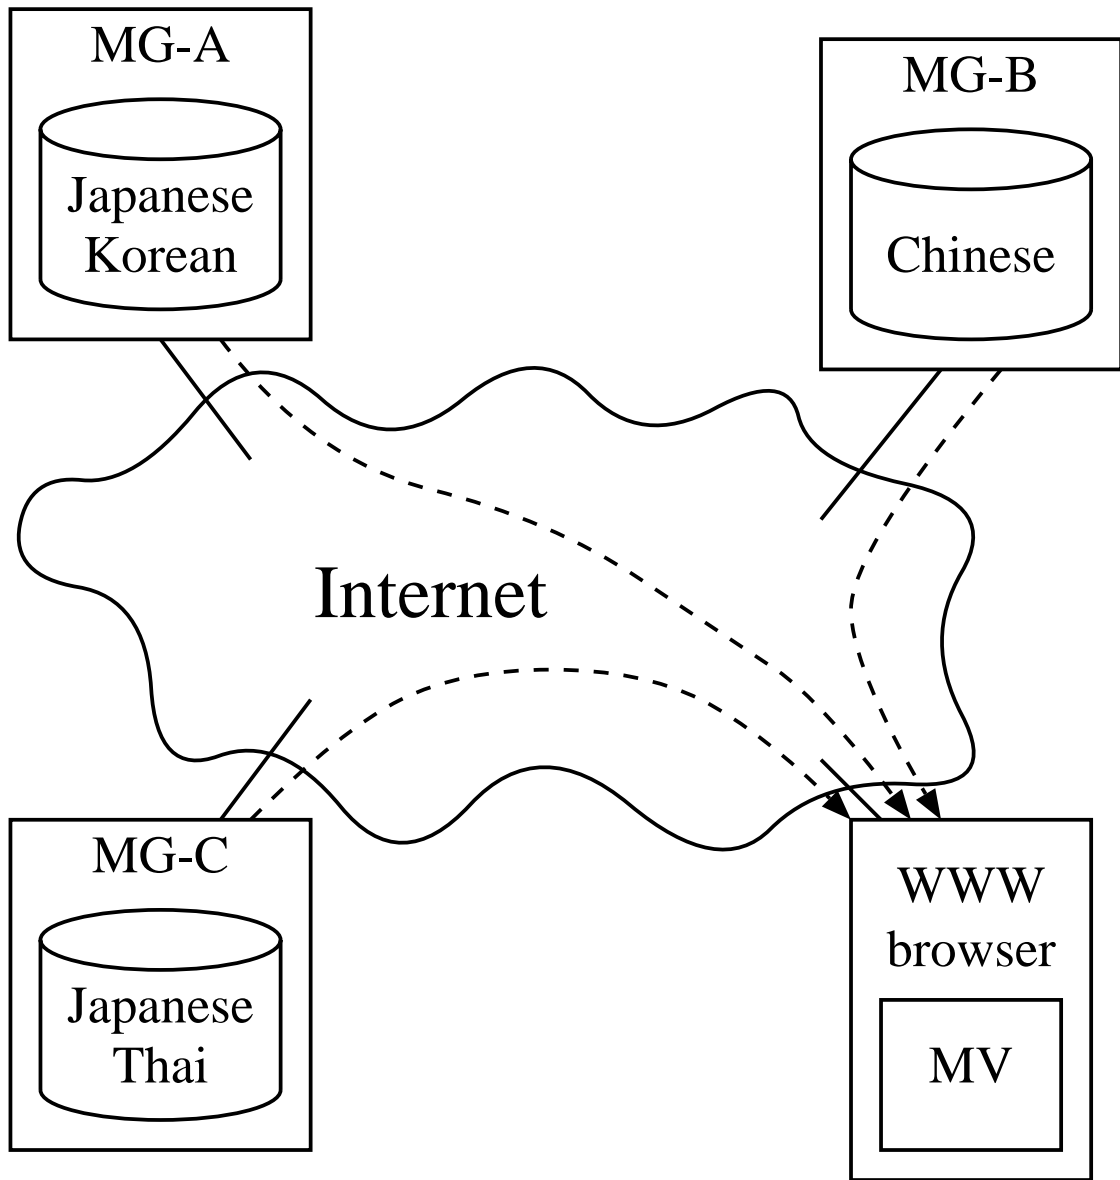 MG-A
Japanese
Korean
MG-B
Chinese
Internet
MG-C
Japanese
Thai
WWW
browser
MV